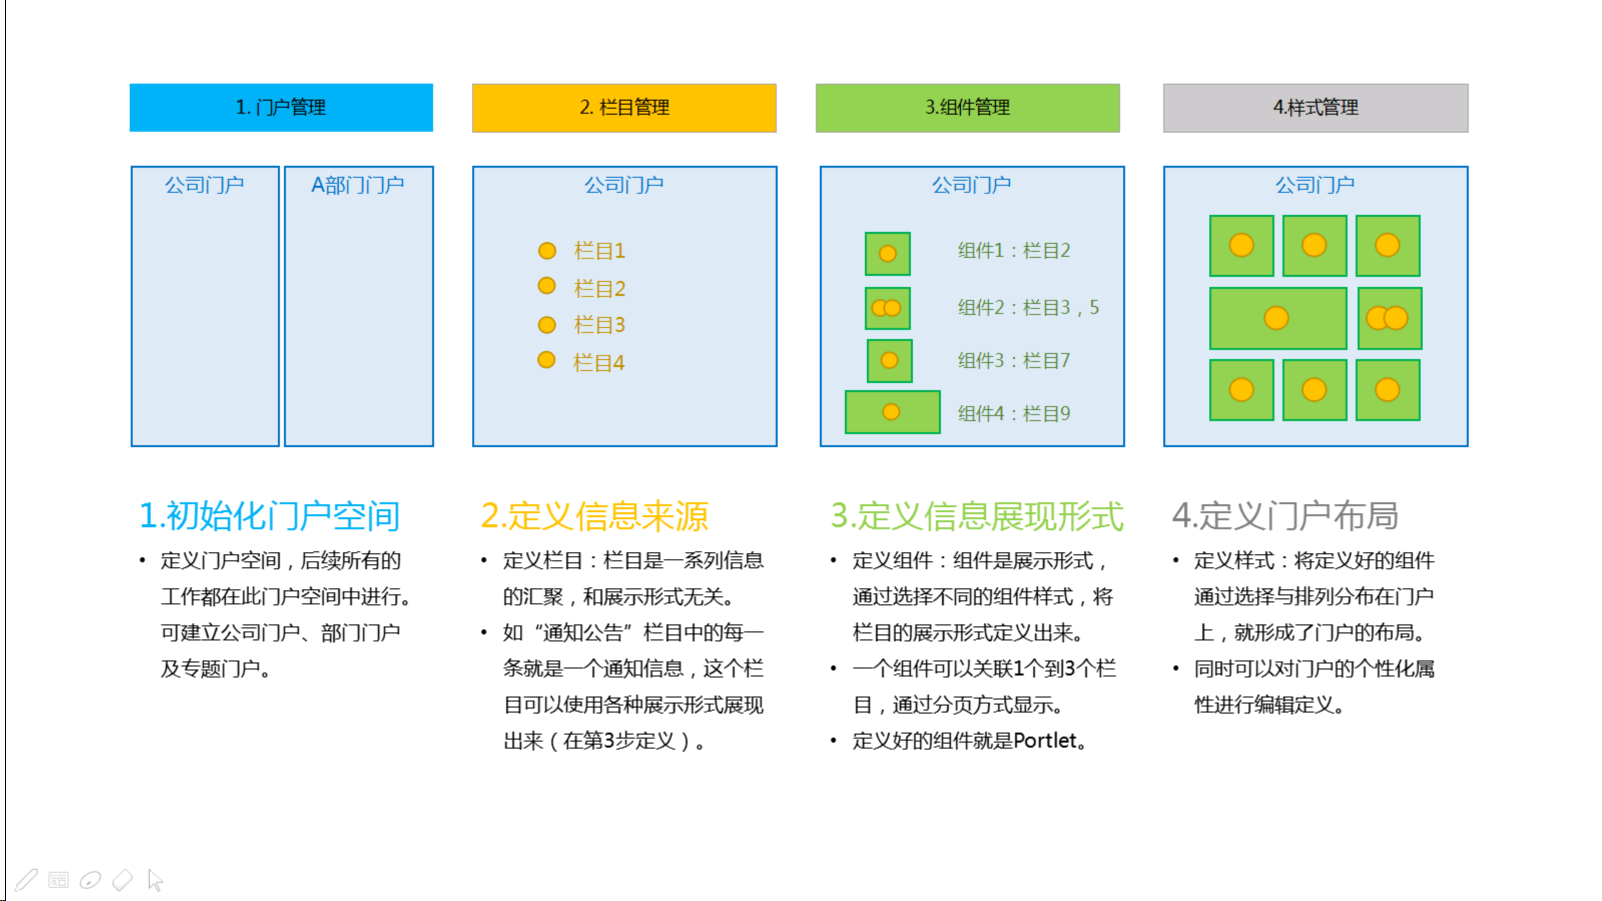 1. 门户管理
2. 栏目管理
3.组件管理
4.样式管理
公司门户
A部门门户
公司门户
栏目1
栏目2
栏目3
栏目4
公司门户
组件1：栏目2
组件2：栏目3，5
组件3：栏目7
组件4：栏目9
公司门户
1.初始化门户空间
• 定义门户空间，后续所有的
工作都在此门户空间中进行。
可建立公司门户、部门门户
及专题门户。
2.定义信息来源
• 定义栏目：栏目是一系列信息
的汇聚，和展示形式无关。
• 如“通知公告”栏目中的每一
条就是一个通知信息，这个栏
目可以使用各种展示形式展现
出来（在第3步定义）。
3.定义信息展现形式
• 定义组件：组件是展示形式，
通过选择不同的组件样式，将
栏目的展示形式定义出来。
• 一个组件可以关联1个到3个栏
目，通过分页方式显示。
• 定义好的组件就是Portlet。
4.定义门户布局
• 定义样式：将定义好的组件
通过选择与排列分布在门户
上，就形成了门户的布局。
• 同时可以对门户的个性化属
性进行编辑定义。